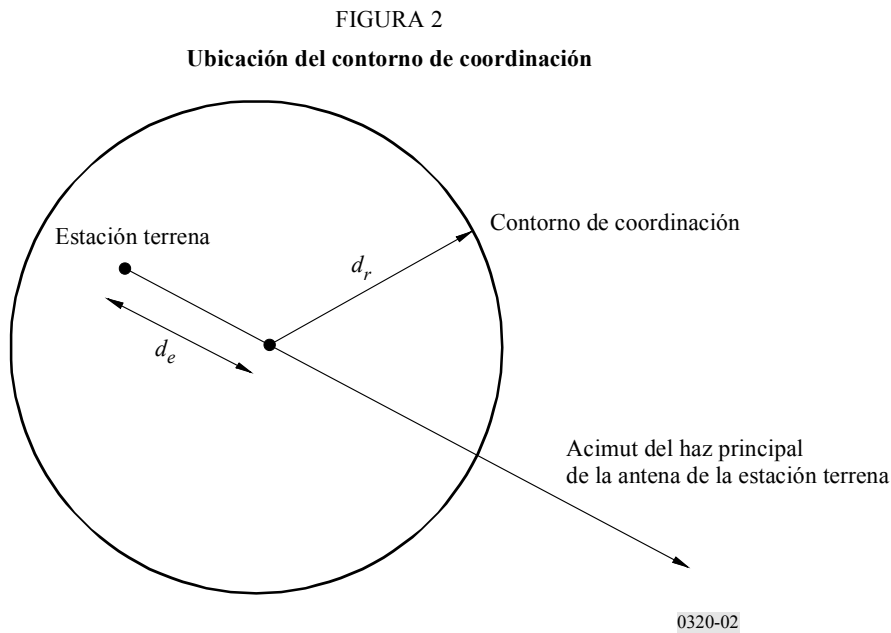 FIGURA 2
Ubicación del contorno de coordinación
Contorno de coordinación
Estación terrena
d_r
d_e
Acimut del haz principal
de la antena de la estación terrena
0320-02